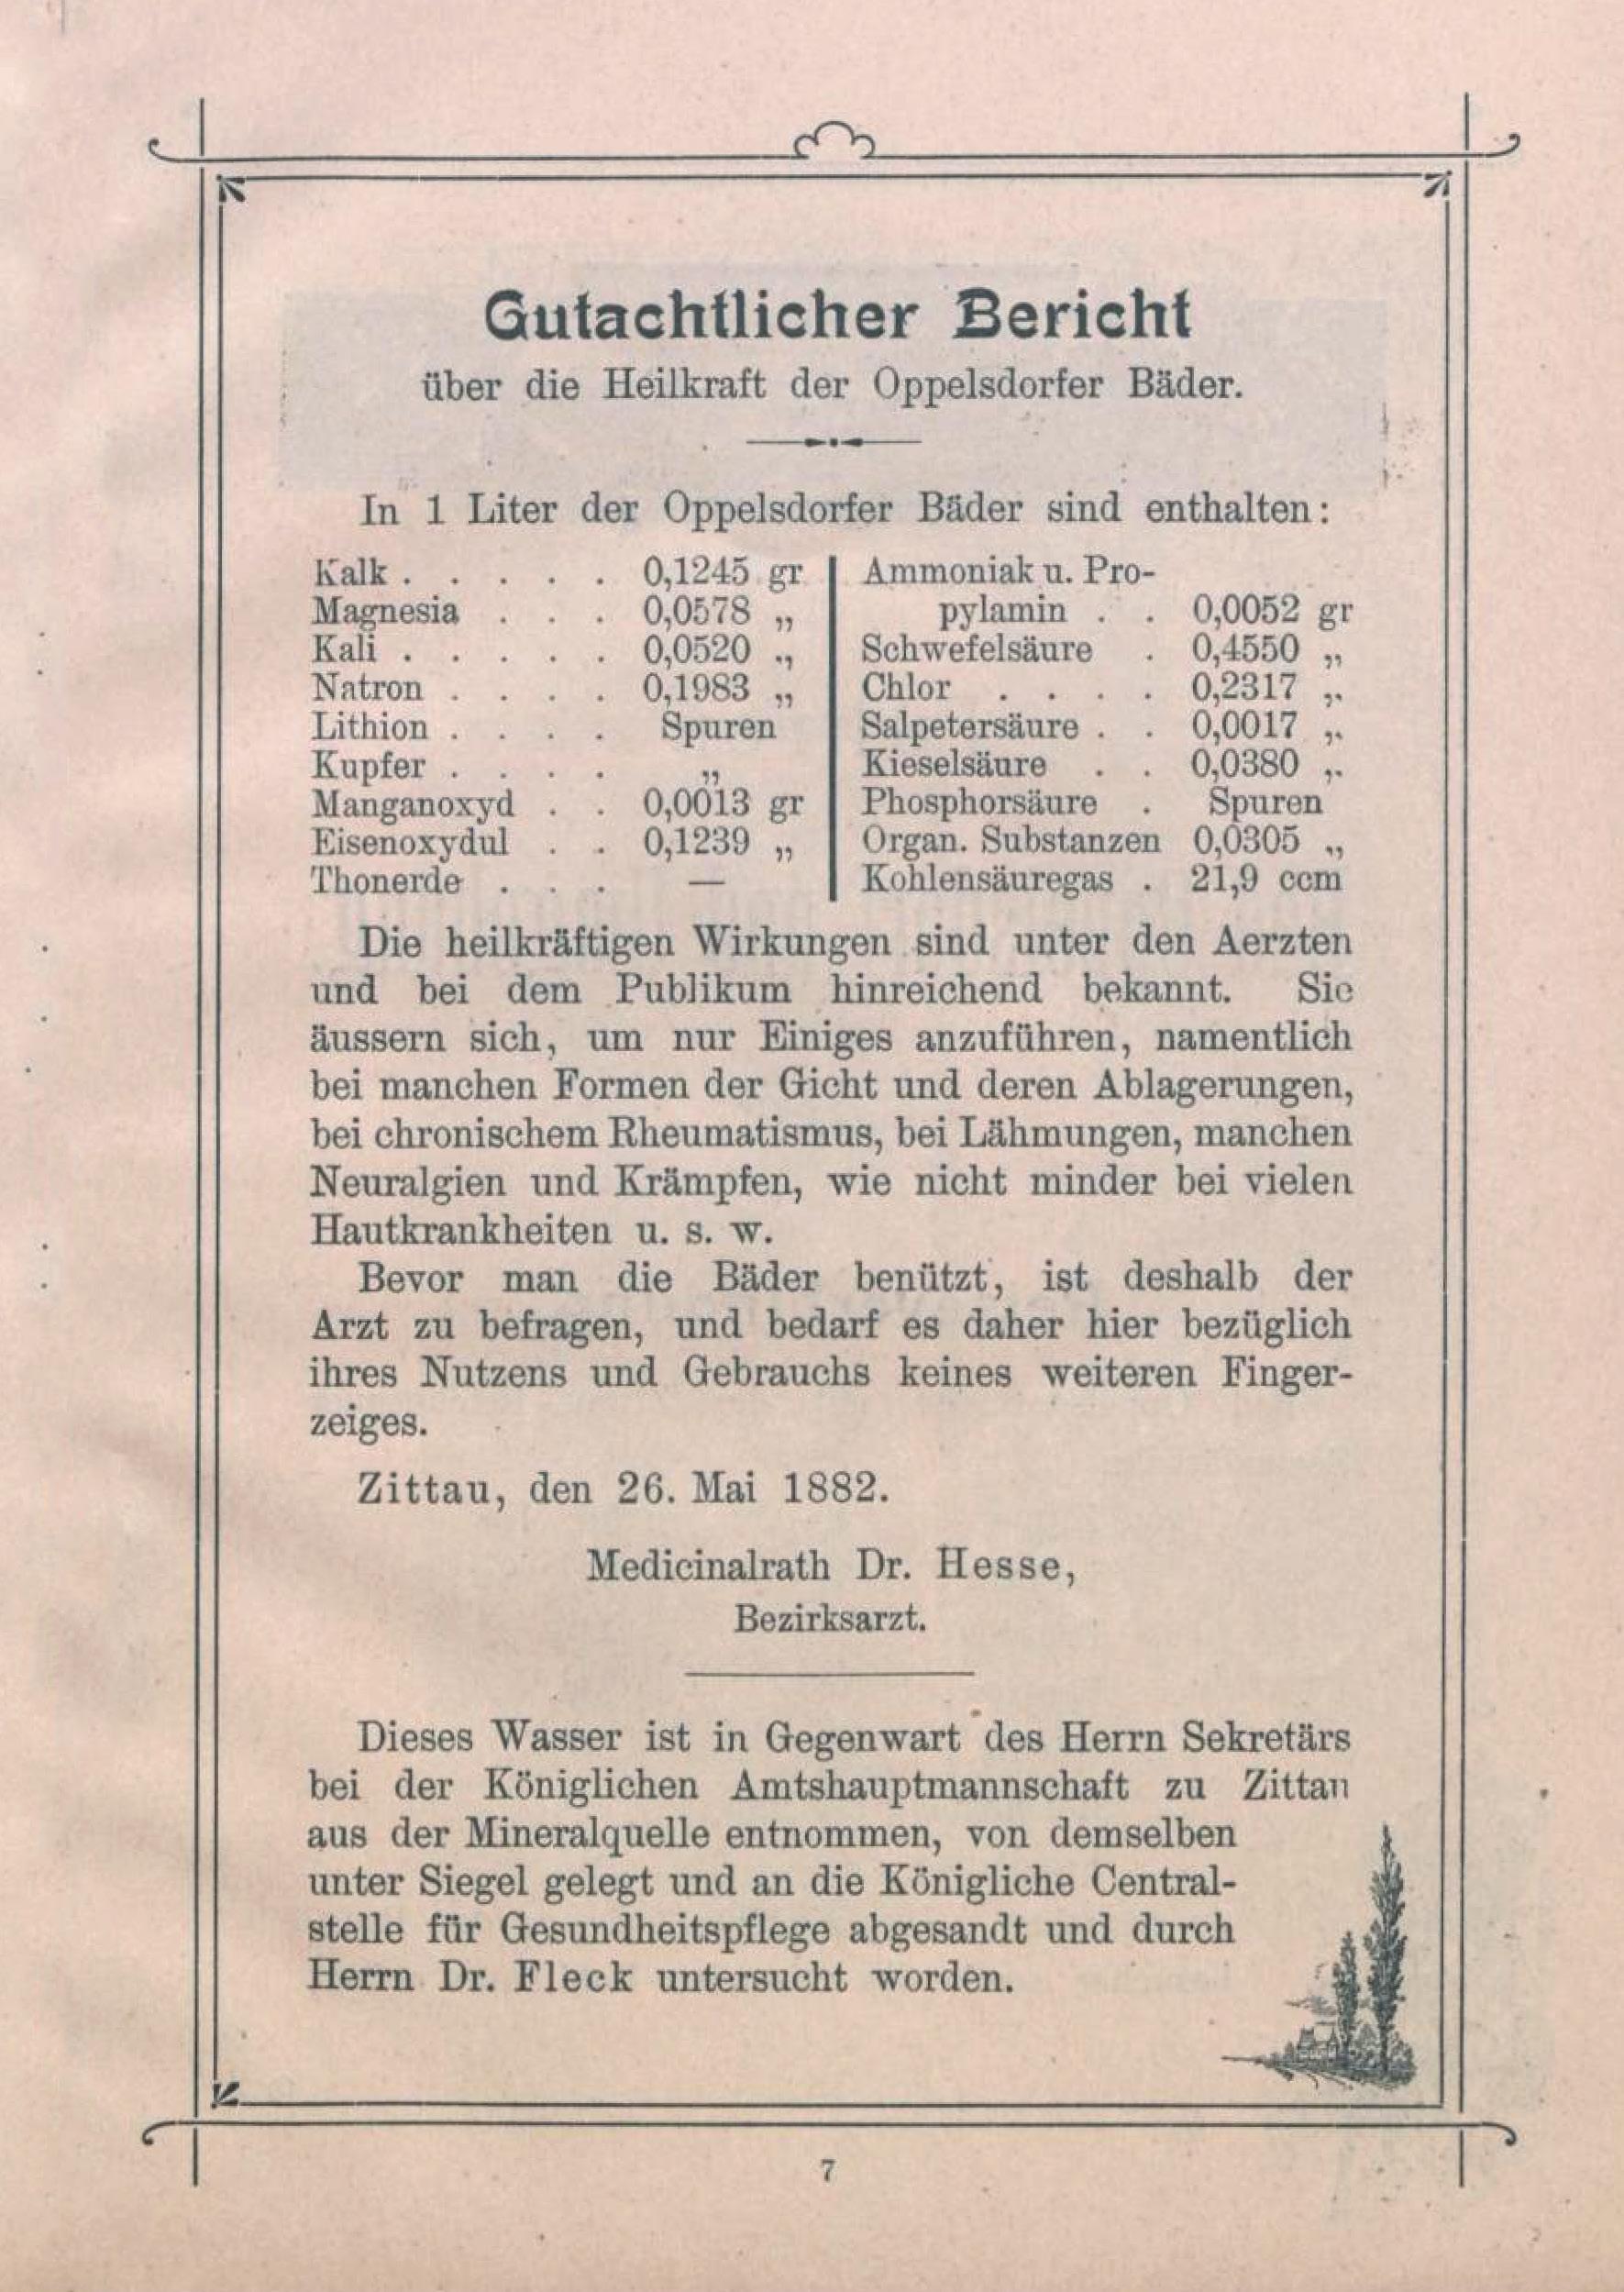 Gutachtlicher Bericht
über die Heilkraft der Oppelsdorfer Bäder.
In 1 Liter der Oppelsdorfer Bäder sind enthalten:
Kalk . . . . . 0,1245 gr
Magnesia . . . 0,0578 „
Kali . . . . . 0,0520 „
Natron . . . . 0,1983 „
Lithion . . . . Spuren
Kupfer . . . . „
Manganoxyd . . 0,0013 gr
Eisenoxydul . . 0,1239 „
Thonerde . . . —
Ammoniak u. Pro-
pylamin . . 0,0052 gr
Schwefelsäure . 0,4550 „
Chlor . . . . 0,2317 „
Salpetersäure . . 0,0017 „
Kieselsäure . . 0,0380 „
Phosphorsäure . Spuren
Organ. Substanzen 0,0305 „
Kohlensäuregas . 21,9 ccm
Die heilkräftigen Wirkungen sind unter den Aerzten
und bei dem Publikum hinreichend bekannt. Sie
äussern sich, um nur Einiges anzuführen, namentlich
bei manchen Formen der Gicht und deren Ablagerungen,
bei chronischem Rheumatismus, bei Lähmungen, manchen
Neuralgien und Krämpfen, wie nicht minder bei vielen
Hautkrankheiten u. s. w.
Bevor man die Bäder benützt, ist deshalb der
Arzt zu befragen, und bedarf es daher hier bezüglich
ihres Nutzens und Gebrauchs keines weiteren Finger-
zeiges.
Zittau, den 26. Mai 1882.
Medicinalrath Dr. Hesse,
Bezirksarzt.
Dieses Wasser ist in Gegenwart des Herrn Sekretärs
bei der Königlichen Amtshauptmannschaft zu Zittau
aus der Mineralquelle entnommen, von demselben
unter Siegel gelegt und an die Königliche Central-
stelle für Gesundheitspflege abgesandt und durch
Herrn Dr. Fleck untersucht worden.
7